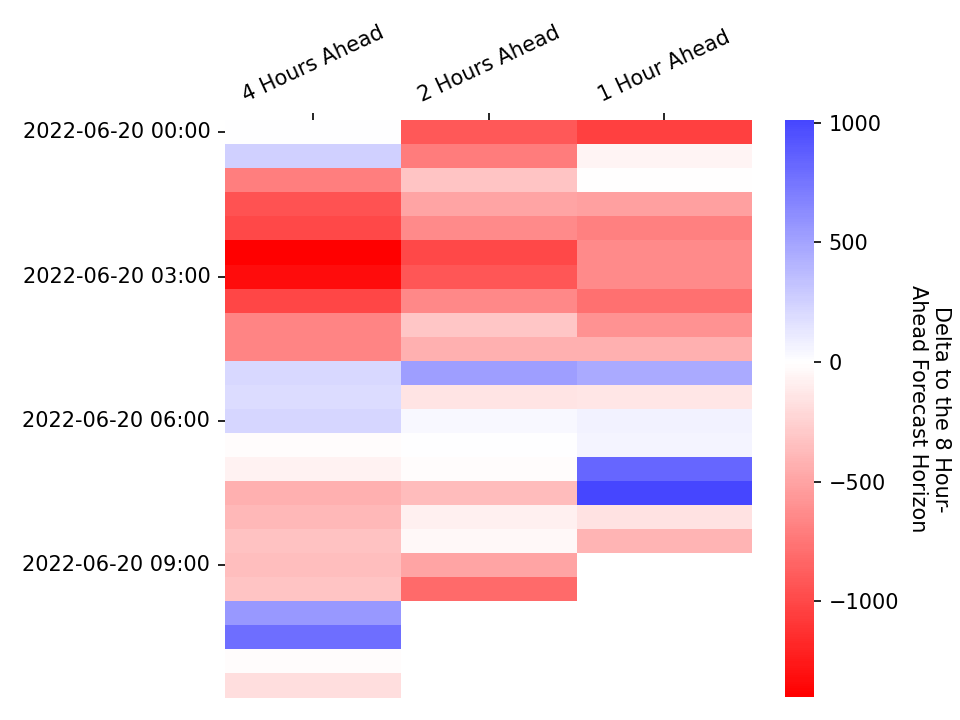 4 Hours Ahead
2 Hours Ahead
1 Hour Ahead
2022-06-20 00:00
2022-06-20 03:00
2022-06-20 06:00
2022-06-20 09:00
1000
500
0
−500
−1000
Delta to the 8 Hour-
Ahead Forecast Horizon